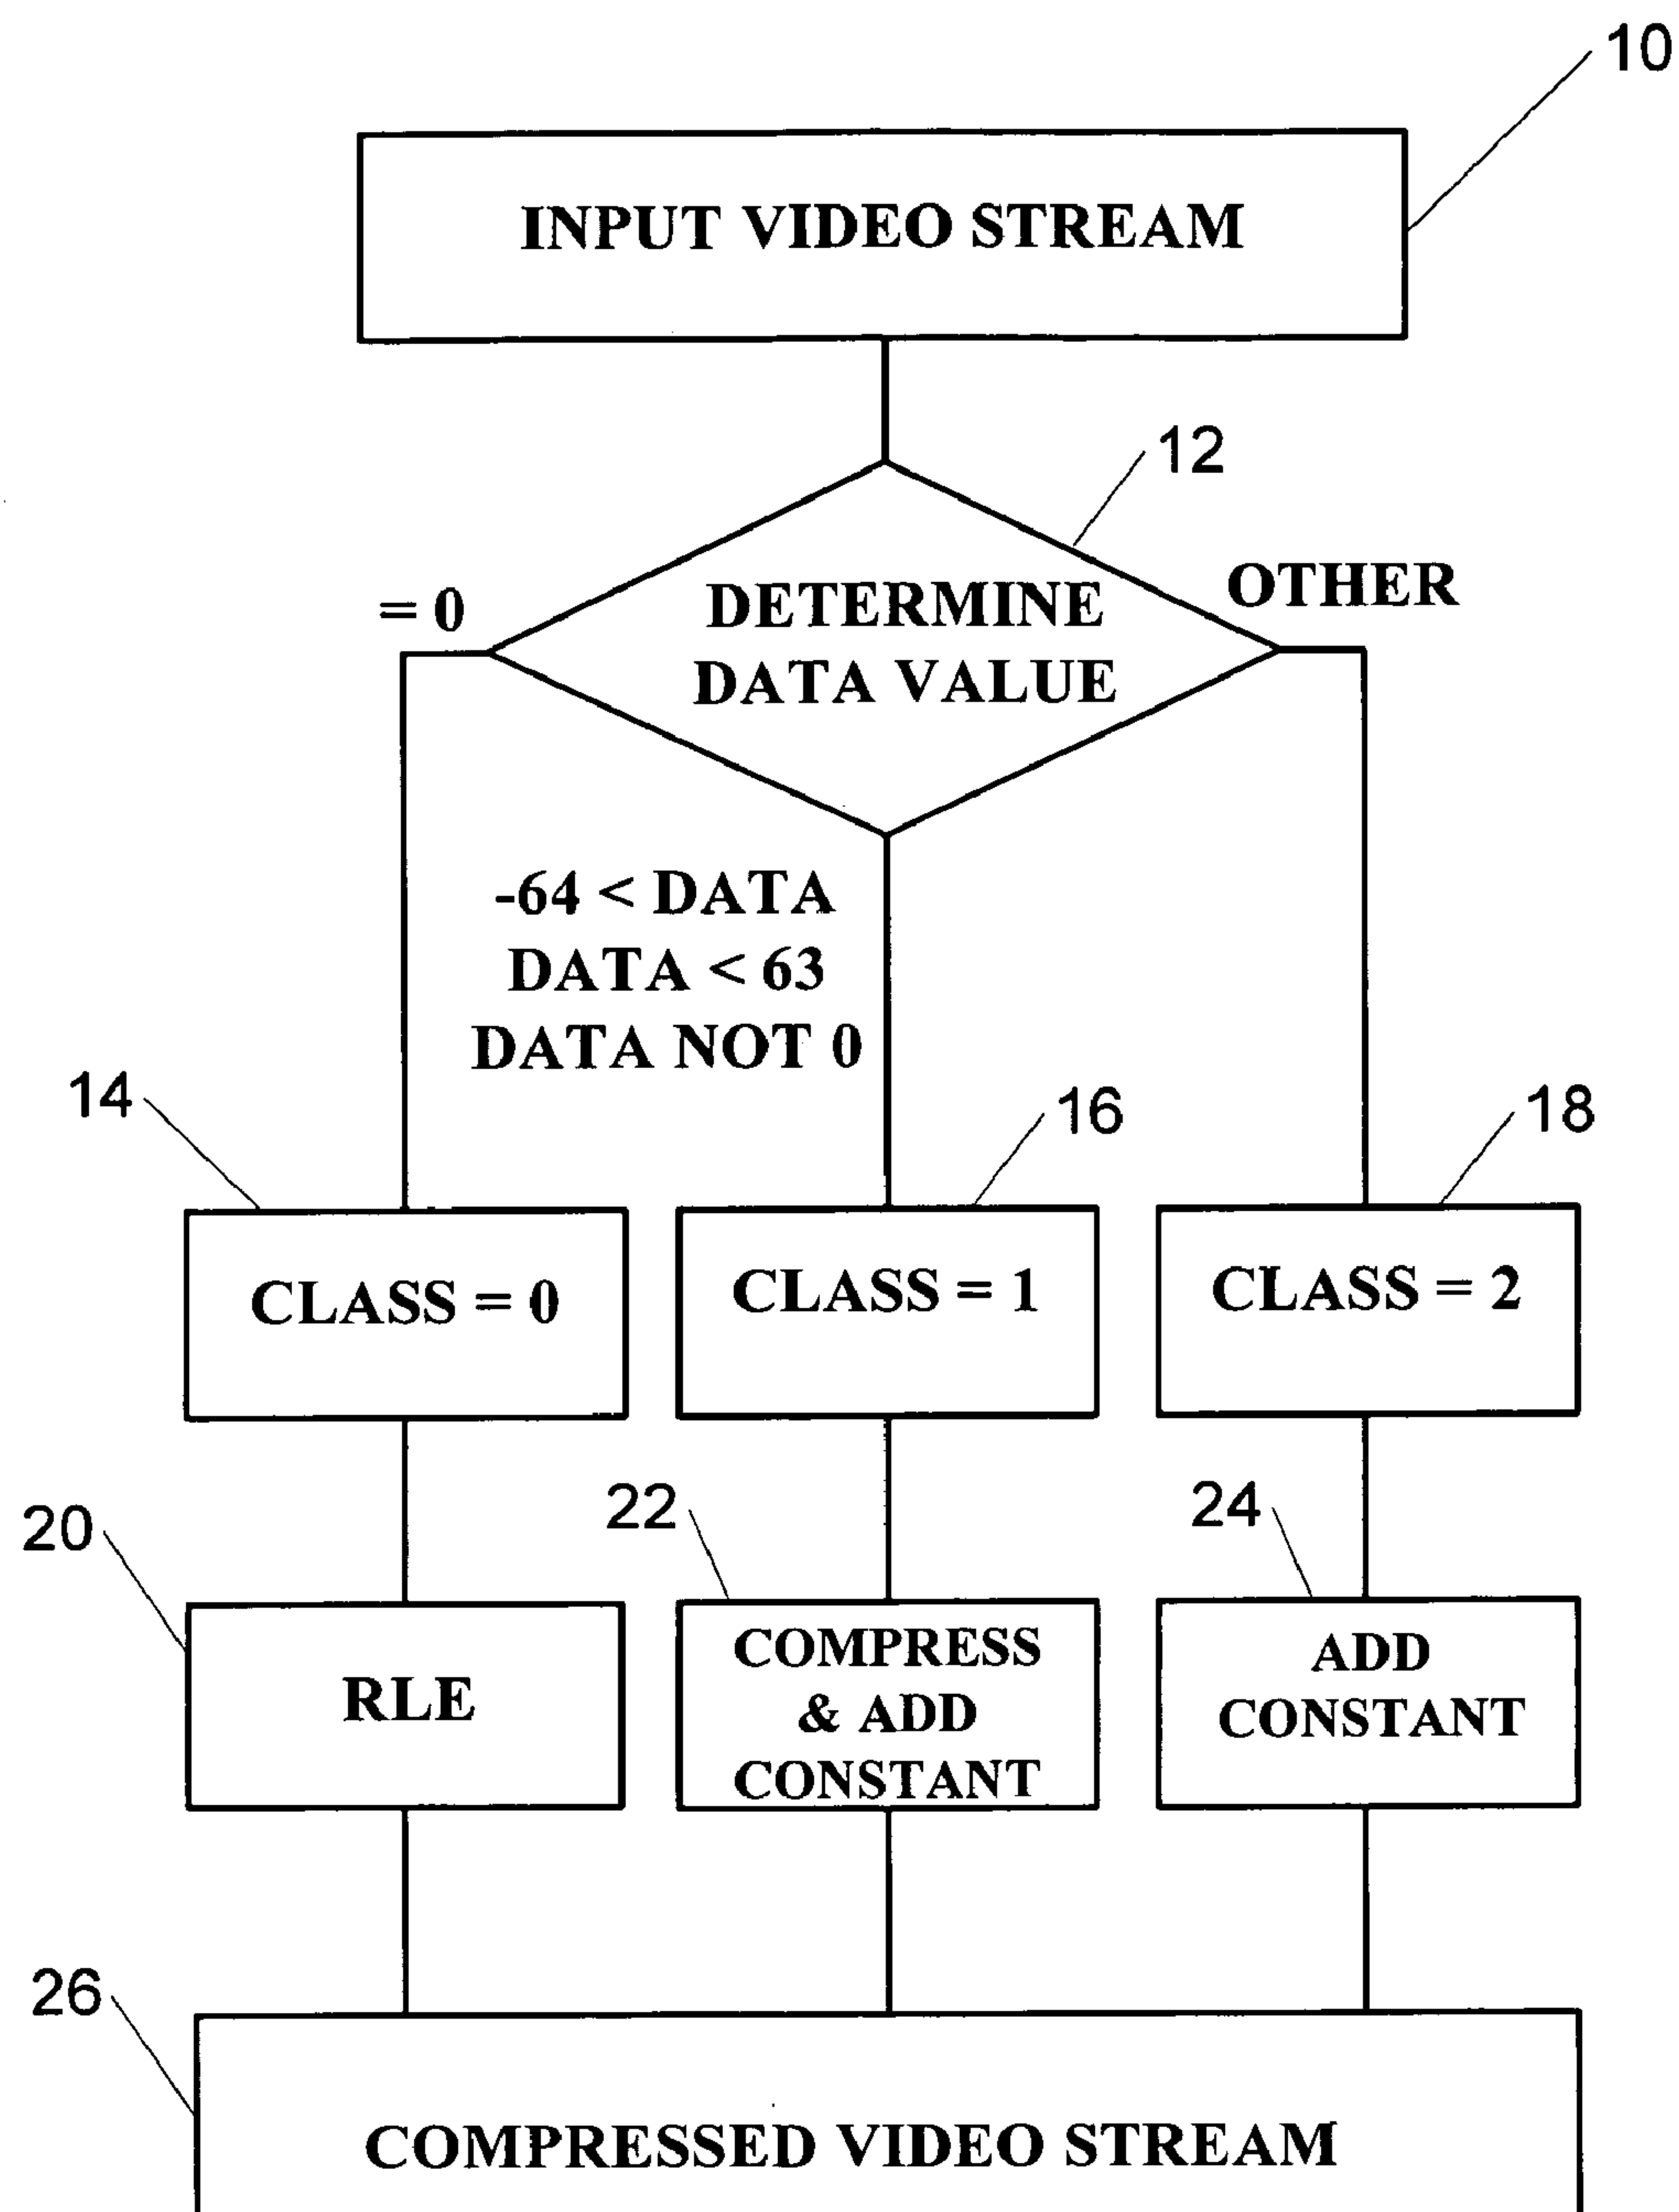 10
INPUT VIDEO STREAM
12
= 0
DETERMINE
DATA VALUE
OTHER
-64 < DATA
DATA < 63
DATA NOT 0
14
16
18
CLASS = 0
CLASS = 1
CLASS = 2
20
22
24
RLE
COMPRESS
& ADD
CONSTANT
ADD
CONSTANT
26
COMPRESSED VIDEO STREAM